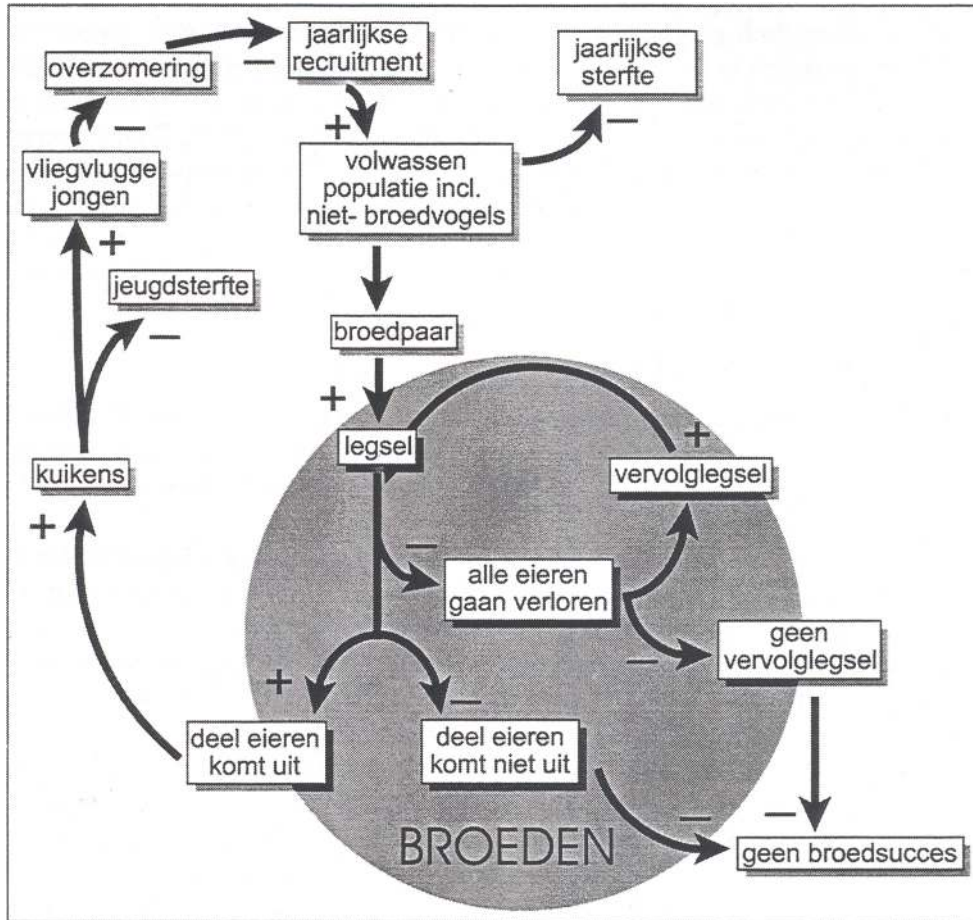 overzomering
jaarlijkse
recruitment
jaarlijkse
sterfte
vliegvlugge
jongen
volwassen
populatie incl.
niet- broedvogels
jeugdsterfte
broedpaar
legsel
vervolglegsel
kuikens
alle eieren
gaan verloren
geen
vervolglegsel
deel eieren
komt uit
deel eieren
komt niet uit
BROEDEN
geen broedsucces